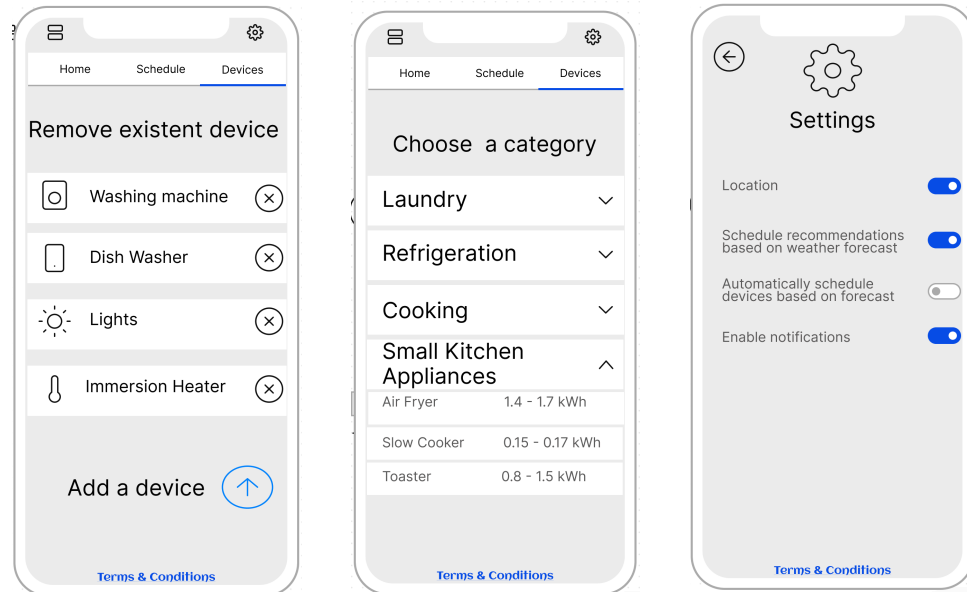 Home Schedule Devices
Remove existent device
Washing machine
Dish Washer
Lights
Immersion Heater
Add a device
Terms & Conditions
Home Schedule Devices
Choose a category
Laundry
Refrigeration
Cooking
Small Kitchen
Appliances
Air Fryer 1.4 - 1.7 kWh
Slow Cooker 0.15 - 0.17 kWh
Toaster 0.8 - 1.5 kWh
Terms & Conditions
Settings
Location
Schedule recommendations
based on weather forecast
Automatically schedule
devices based on forecast
Enable notifications
Terms & Conditions